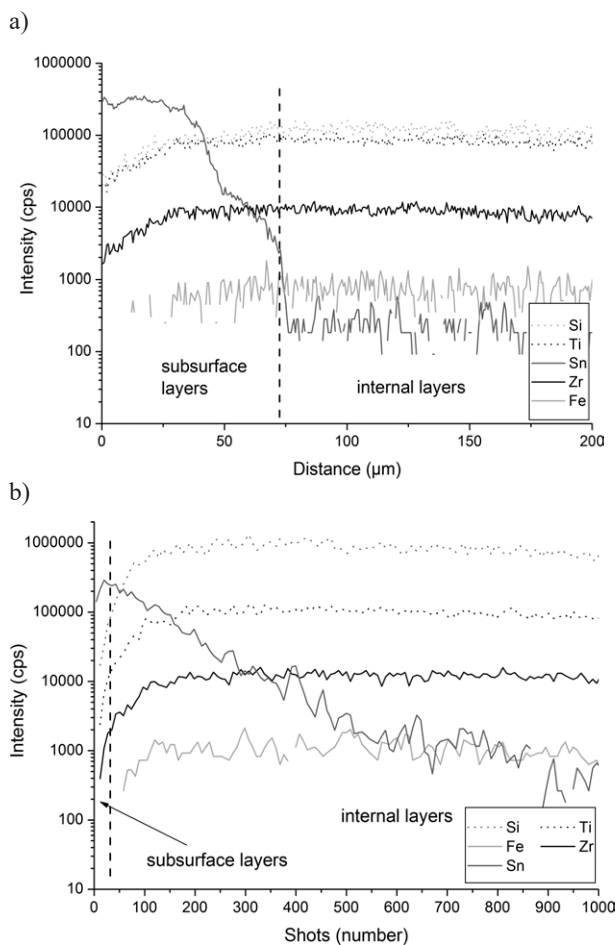 a)
1000000
100000
10000
1000
100
10
Intensity (cps)
subsurface
layers
internal layers
Si
Ti
Sn
Zr
Fe
0 50 100 150 200
Distance (µm)
b)
1000000
100000
10000
1000
100
10
Intensity (cps)
internal layers
subsurface layers
Si Ti
Fe Zr
Sn
0 100 200 300 400 500 600 700 800 900 1000
Shots (number)